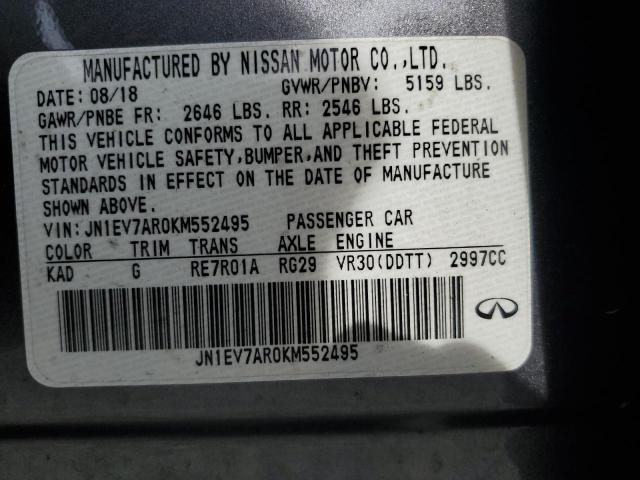 MANUFACTURED BY NISSAN MOTOR CO.,LTD.
DATE: 08/18 GVWR/PNBV: 5159 LBS.
GAWR/PNBE FR: 2646 LBS. RR: 2546 LBS.
THIS VEHICLE CONFORMS TO ALL APPLICABLE FEDERAL
MOTOR VEHICLE SAFETY,BUMPER,AND THEFT PREVENTION
STANDARDS IN EFFECT ON THE DATE OF MANUFACTURE
SHOWN ABOVE.
VIN:JN1EV7AR0KM552495 PASSENGER CAR
COLOR TRIM TRANS AXLE ENGINE
KAD G RE7R01A RG29 VR30(DDTT) 2997CC
JN1EV7AR0KM552495